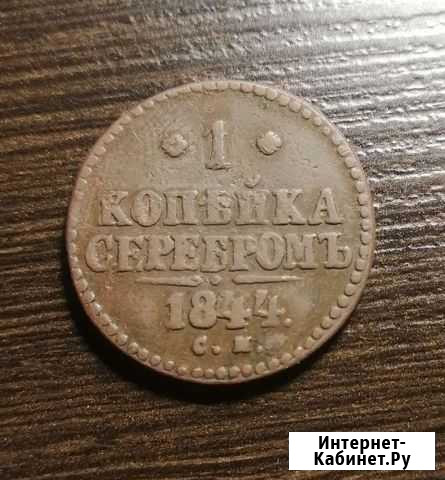 1
КОПѢЙКА
СЕРЕБРОМЪ
1844.
С. М.
Интернет-
Кабинет.Ру